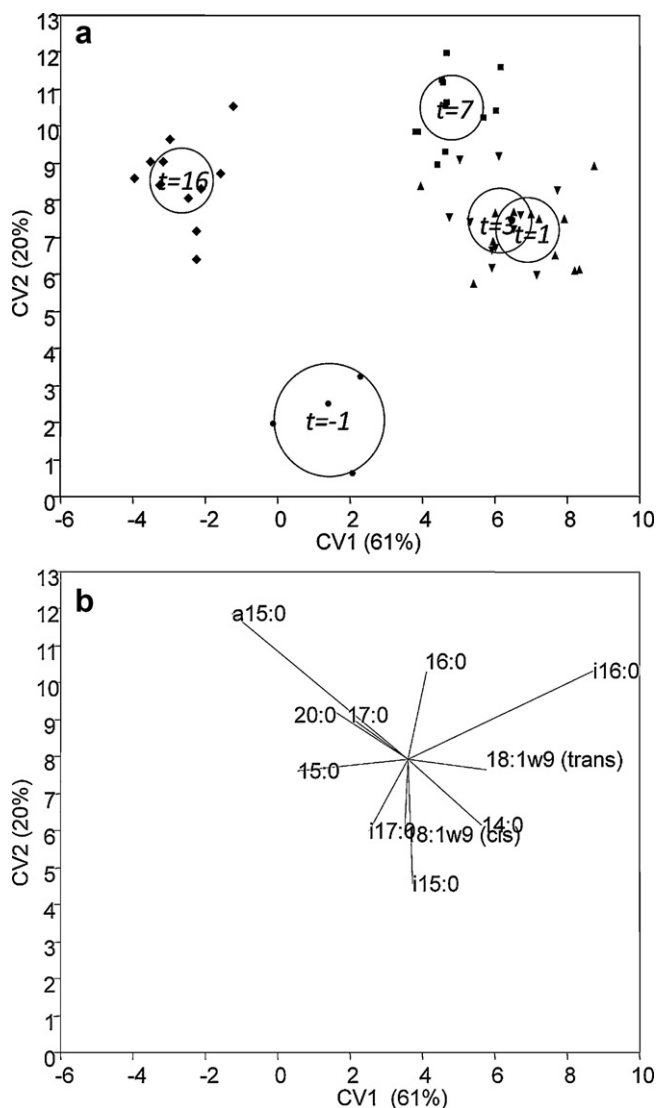 a
13
12
11
10
9
8
7
6
5
4
3
2
1
0
CV2 (20%)
t=7
t=16
t=3
t=1
t=-1
-6 -4 -2 0 2 4 6 8 10
CV1 (61%)
b
13
12
11
10
9
8
7
6
5
4
3
2
1
0
CV2 (20%)
a15:0
16:0
i16:0
20:0 17:0
18:1w9 (trans)
15:0
14:0
i17:0 18:1w9 (cis)
i15:0
-6 -4 -2 0 2 4 6 8 10
CV1 (61%)